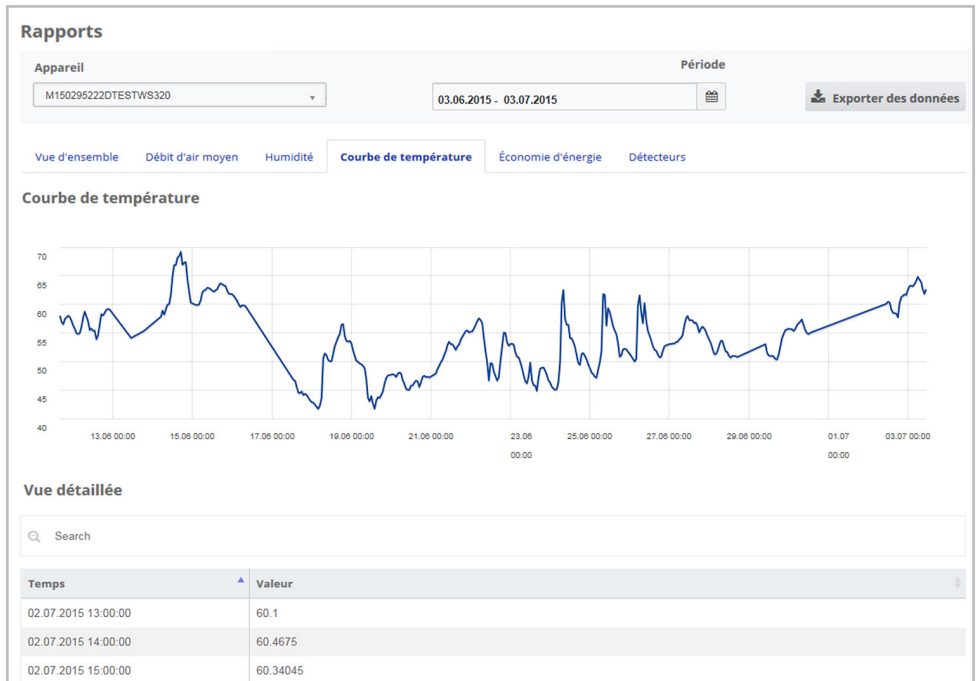 Rapports
Appareil
Période
M150295222DTESTWS320
03.06.2015 - 03.07.2015
Exporter des données
Vue d'ensemble Débit d'air moyen Humidité Courbe de température Économie d'énergie Détecteurs
Courbe de température
70
65
60
55
50
45
40
13.06 00:00 15.06 00:00 17.06 00:00 19.06 00:00 21.06 00:00 23.06 25.06 00:00 27.06 00:00 29.06 00:00 01.07 03.07 00:00
00:00 00:00
Vue détaillée
Search
Temps Valeur
02.07.2015 13:00:00 60.1
02.07.2015 14:00:00 60.4675
02.07.2015 15:00:00 60.34045